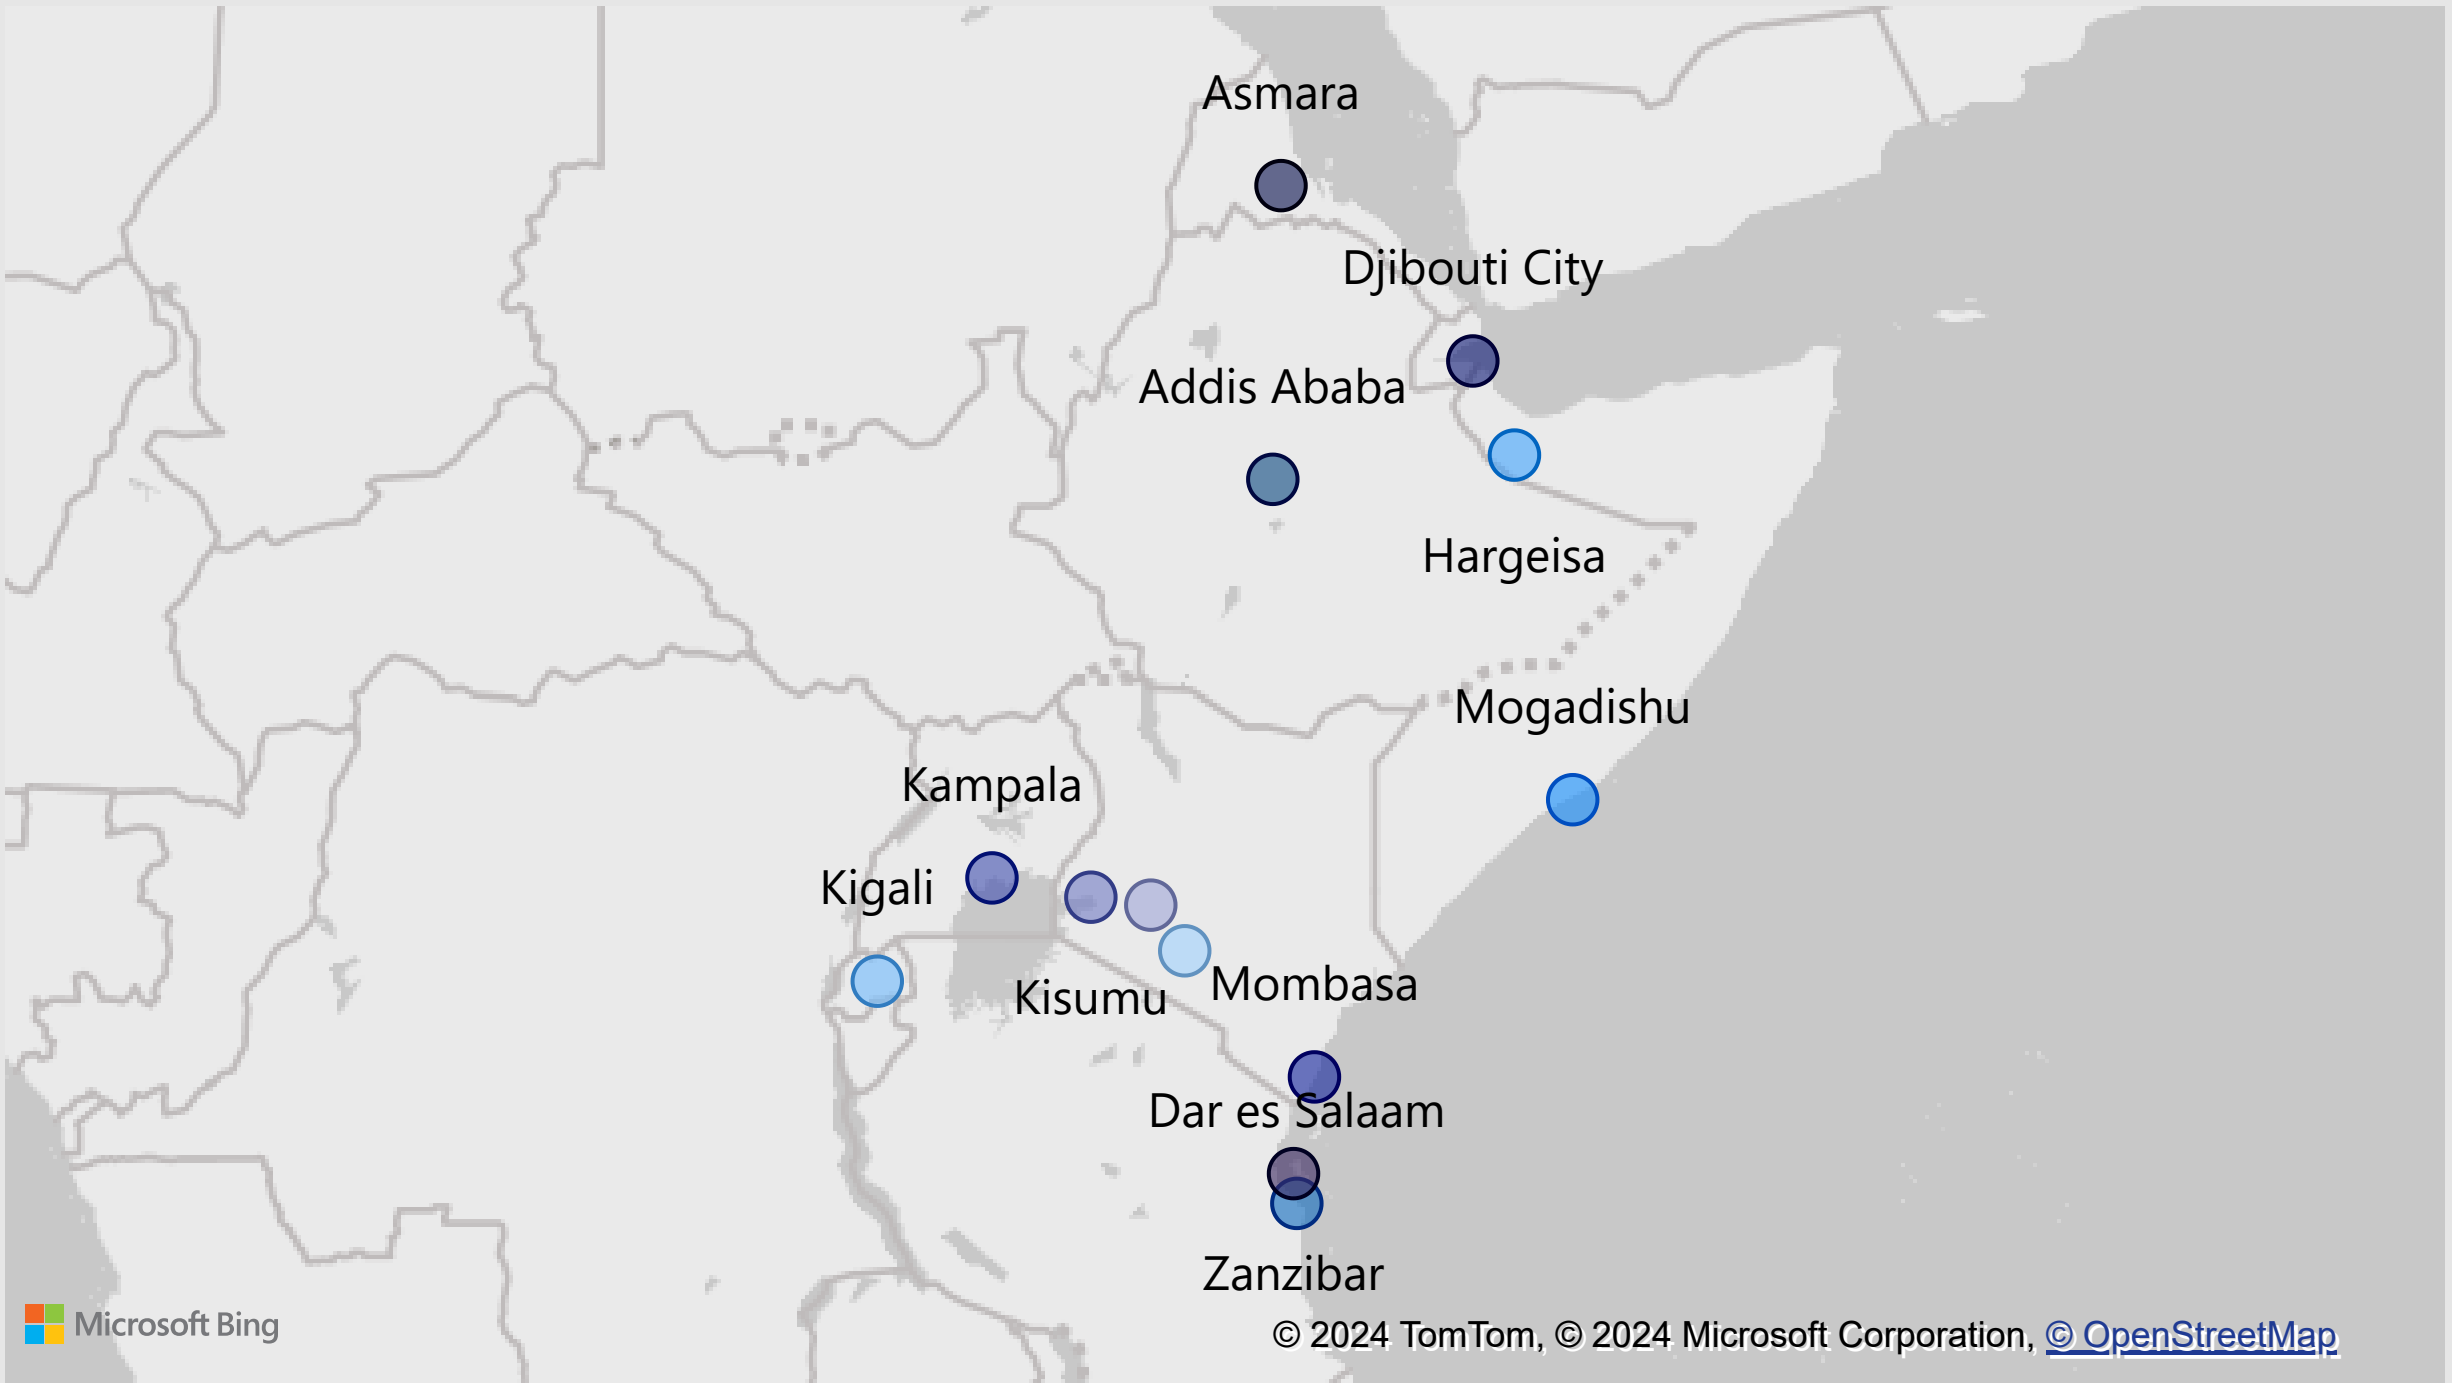 Asmara
Djibouti City
Addis Ababa
Hargeisa
Mogadishu
Kampala
Kigali
Mombasa
Kisumu
Dar es Salaam
Zanzibar
Microsoft Bing
© 2024 TomTom, © 2024 Microsoft Corporation, © OpenStreetMap